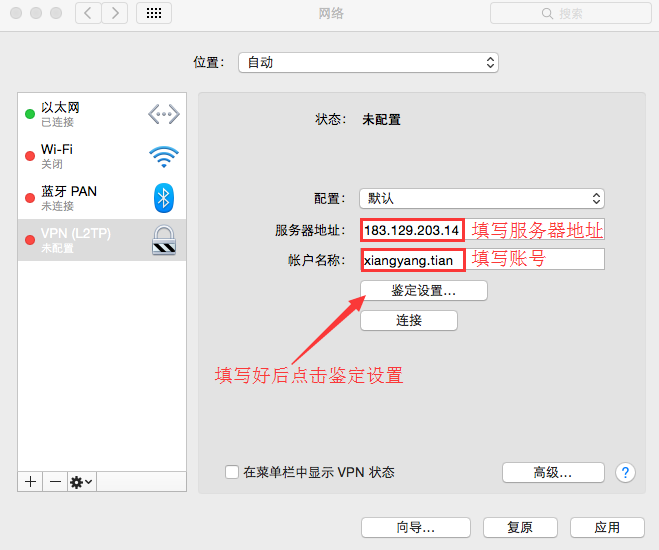 网络
搜索
位置：
自动
以太网
已连接
Wi-Fi
关闭
蓝牙 PAN
未连接
VPN (L2TP)
未配置
状态： 未配置
配置： 默认
服务器地址： 183.129.203.14 填写服务器地址
帐户名称： xiangyang.tian 填写账号
鉴定设置...
连接
填写好后点击鉴定设置
在菜单栏中显示 VPN 状态
高级...
?
向导...
复原
应用